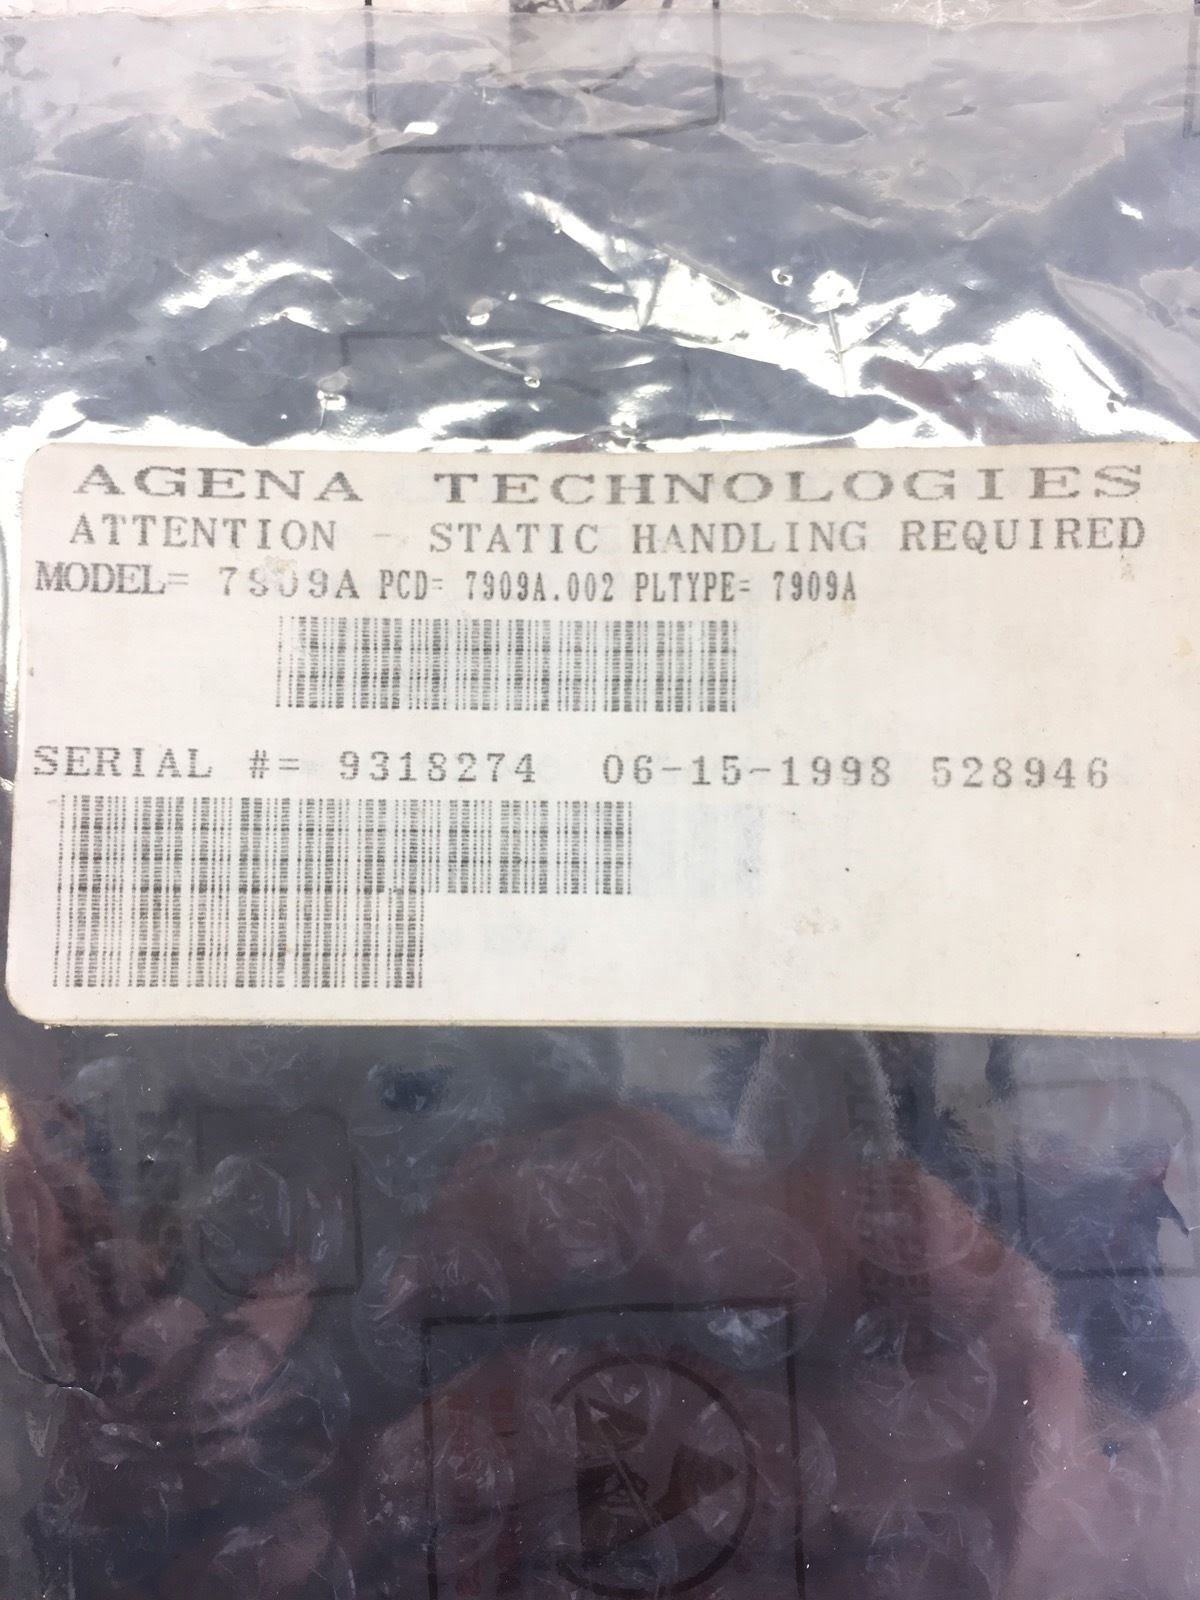 AGENA TECHNOLOGIES
ATTENTION - STATIC HANDLING REQUIRED
MODEL= 7909A PCD= 7909A.002 PLTYPE= 7909A
SERIAL #= 9318274 06-15-1998 528946